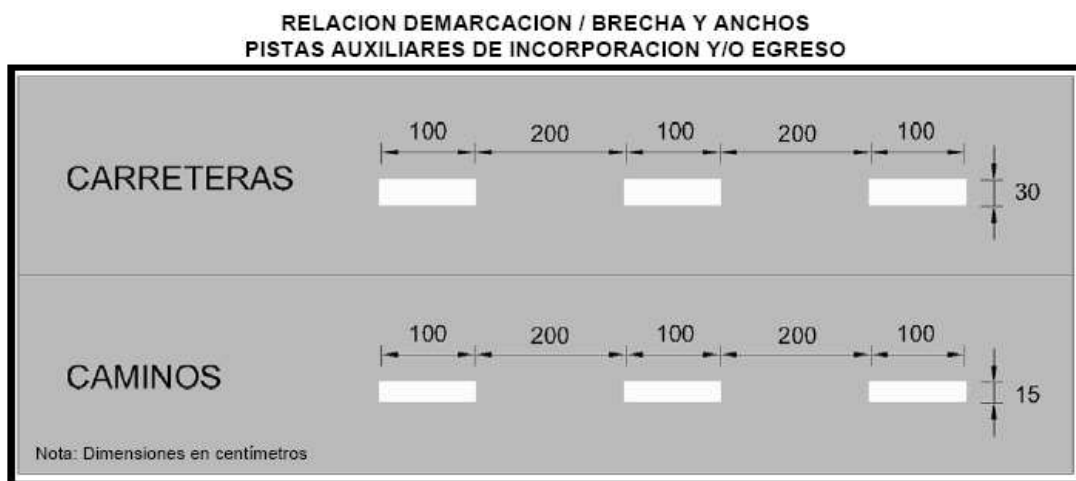 RELACION DEMARCACION / BRECHA Y ANCHOS
PISTAS AUXILIARES DE INCORPORACION Y/O EGRESO
100 200 100 200 100
CARRETERAS
30
100 200 100 200 100
CAMINOS
15
Nota: Dimensiones en centímetros